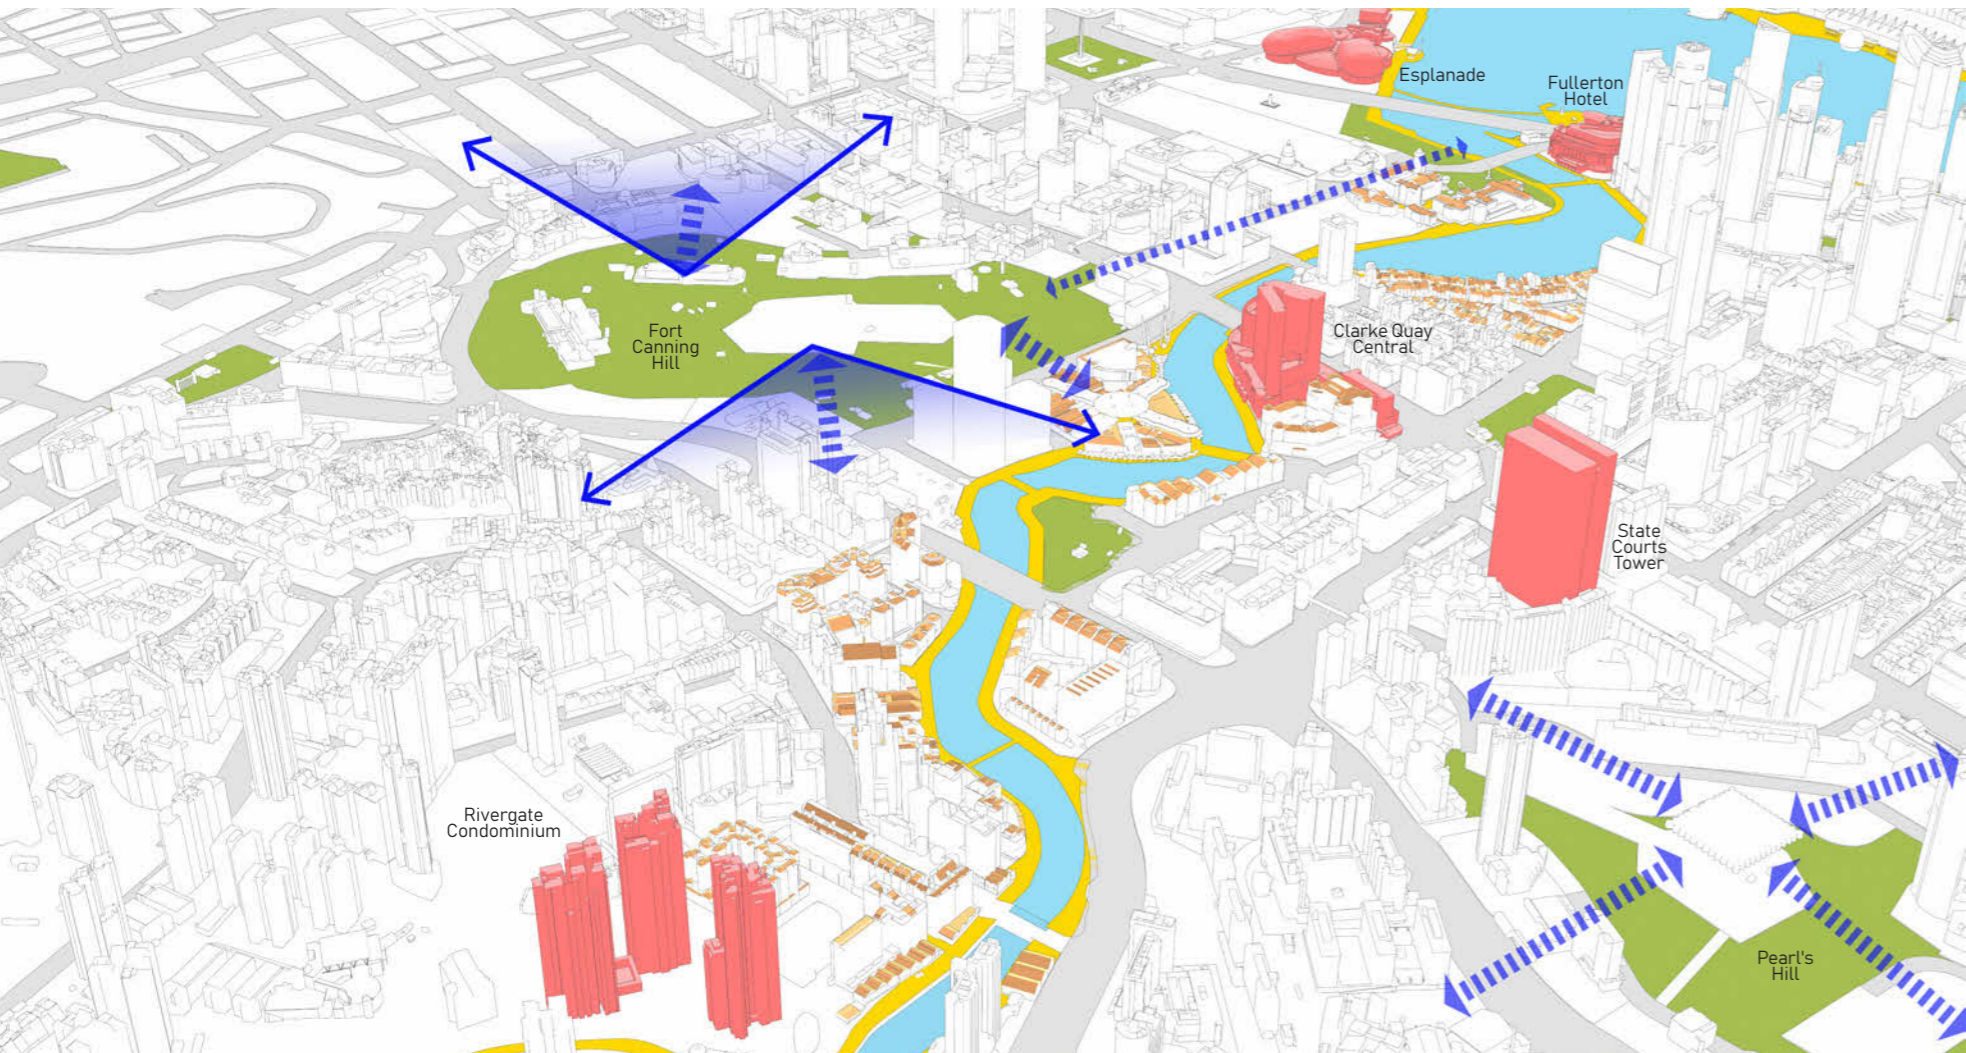 Esplanade
Fullerton
Hotel
Fort
Canning
Hill
Clarke Quay
Central
State
Courts
Tower
Rivergate
Condominium
Pearl's
Hill